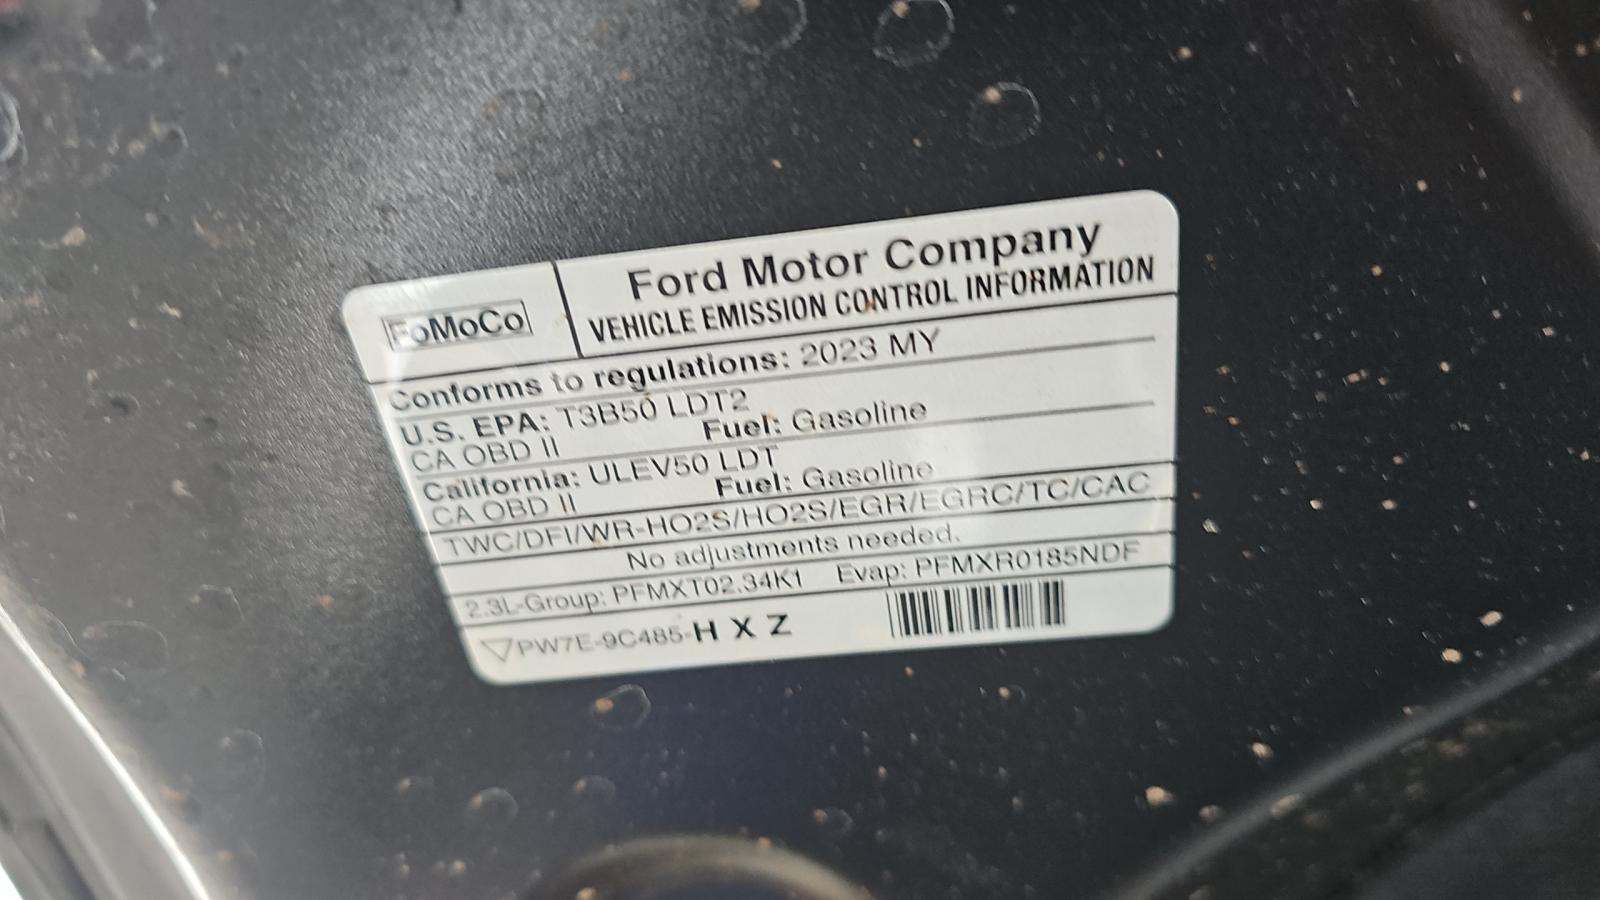 FoMoCo
Ford Motor Company
VEHICLE EMISSION CONTROL INFORMATION
Conforms to regulations: 2023 MY
U.S. EPA: T3B50 LDT2
CA OBD II Fuel: Gasoline
California: ULEV50 LDT
CA OBD II Fuel: Gasoline
TWC/DFI/WR-HO2S/HO2S/EGR/EGRC/TC/CAC
No adjustments needed.
2.3L-Group: PFMXT02.34K1 Evap: PFMXR0185NDF
PW7E-9C485-H X Z